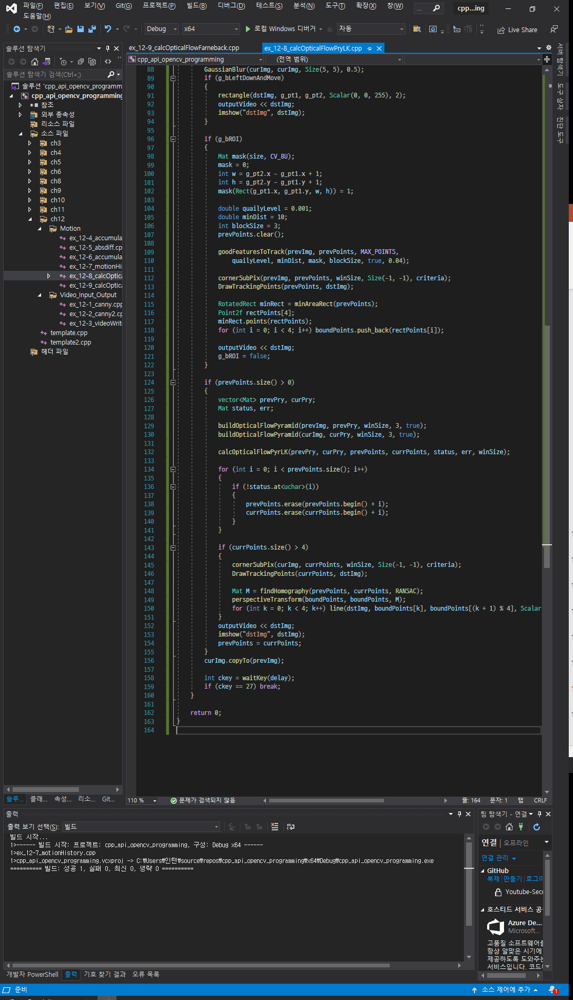 파일(F) 편집(E) 보기(V) Git(G) 프로젝트(P) 빌드(B) 디버그(D) 테스트(S) 분석(N) 도구(T) 확장(X) 창(W) ... cpp...ing
도움말(H)
Debug x64 로컬 Windows 디버거 자동 Live Share
솔루션 탐색기
솔루션 탐색기 검색(Ctrl+;)
솔루션 'cpp_api_opencv_programm
cpp_api_opencv_programming
참조
외부 종속성
리소스 파일
소스 파일
ch3
ch4
ch5
ch6
ch8
ch9
ch10
ch11
ch12
Motion
ex_12-4_accumula
ex_12-5_absdiff.cp
ex_12-6_accumula
ex_12-7_motionHi
ex_12-8_calcOptica
ex_12-9_calcOptica
Video_Input_Output
ex_12-1_canny.cpp
ex_12-2_canny2.cp
ex_12-3_videoWrit
template.cpp
template2.cpp
헤더 파일
솔루... 클래... 속성... 리소... Git...
ex_12-9_calcOpticalFlowFarneback.cpp ex_12-8_calcOpticalFlowPryLK.cpp
cpp_api_opencv_programming (전역 범위)
88 GaussianBlur(curImg, curImg, Size(5, 5), 0.5);
89 if (g_bLeftDownAndMove)
90 {
91 rectangle(dstImg, g_pt1, g_pt2, Scalar(0, 0, 255), 2);
92 outputVideo << dstImg;
93 imshow("dstImg", dstImg);
94 }
95
96 if (g_bROI)
97 {
98 Mat mask(size, CV_8U);
99 mask = 0;
100 int w = g_pt2.x - g_pt1.x + 1;
101 int h = g_pt2.y - g_pt1.y + 1;
102 mask(Rect(g_pt1.x, g_pt1.y, w, h)) = 1;
103
104 double quailyLevel = 0.001;
105 double minDist = 10;
106 int blockSize = 3;
107 prevPoints.clear();
108
109 goodFeaturesToTrack(prevImg, prevPoints, MAX_POINTS,
110 quailyLevel, minDist, mask, blockSize, true, 0.04);
111
112 cornerSubPix(prevImg, prevPoints, winSize, Size(-1, -1), criteria);
113 DrawTrackingPoints(prevPoints, dstImg);
114
115 RotatedRect minRect = minAreaRect(prevPoints);
116 Point2f rectPoints[4];
117 minRect.points(rectPoints);
118 for (int i = 0; i < 4; i++) boundPoints.push_back(rectPoints[i]);
119
120 outputVideo << dstImg;
121 g_bROI = false;
122 }
123
124 if (prevPoints.size() > 0)
125 {
126 vector<Mat> prevPry, curPry;
127 Mat status, err;
128
129 buildOpticalFlowPyramid(prevImg, prevPry, winSize, 3, true);
130 buildOpticalFlowPyramid(curImg, curPry, winSize, 3, true);
131
132 calcOpticalFlowPyrLK(prevPry, curPry, prevPoints, currPoints, status, err, winSize);
133
134 for (int i = 0; i < prevPoints.size(); i++)
135 {
136 if (!status.at<uchar>(i))
137 {
138 prevPoints.erase(prevPoints.begin() + i);
139 currPoints.erase(currPoints.begin() + i);
140 }
141 }
142
143 if (currPoints.size() > 4)
144 {
145 cornerSubPix(curImg, currPoints, winSize, Size(-1, -1), criteria);
146 DrawTrackingPoints(currPoints, dstImg);
147
148 Mat M = findHomography(prevPoints, currPoints, RANSAC);
149 perspectiveTransform(boundPoints, boundPoints, M);
150 for (int k = 0; k < 4; k++) line(dstImg, boundPoints[k], boundPoints[(k + 1) % 4], Scalar
151 }
152 outputVideo << dstImg;
153 imshow("dstImg", dstImg);
154 prevPoints = currPoints;
155 }
156 curImg.copyTo(prevImg);
157
158 int ckey = waitKey(delay);
159 if (ckey == 27) break;
160 }
161
162 return 0;
163 }
164
110 % 문제가 검색되지 않음 줄: 164 문자: 1 탭 CRLF
서버 탐색기
도구 상자
진단 도구
출력
출력 보기 선택(S): 빌드
빌드 시작...
1>------ 빌드 시작: 프로젝트: cpp_api_opencv_programming, 구성: Debug x64 ------
1>ex_12-7_motionHistory.cpp
1>cpp_api_opencv_programming.vcxproj -> C:₩Users₩인턴₩source₩repos₩cpp_api_opencv_programming₩x64₩Debug₩cpp_api_opencv_programming.exe
========== 빌드: 성공 1, 실패 0, 최신 0, 생략 0 ==========
개발자 PowerShell 출력 기호 찾기 결과 오류 목록
팀 탐색기 - 연결
연결 | 오프라인
연결 관리
GitHub
복제 | 만들기 | 로그아
Youtube-Secr
호스티드 서비스 공
Azure De...
Microsoft...
고품질 소프트웨어를
항상 알맞은 시기에
제공하도록 도와주는
서비스입니다. 코드
준비 소스 제어에 추가 1